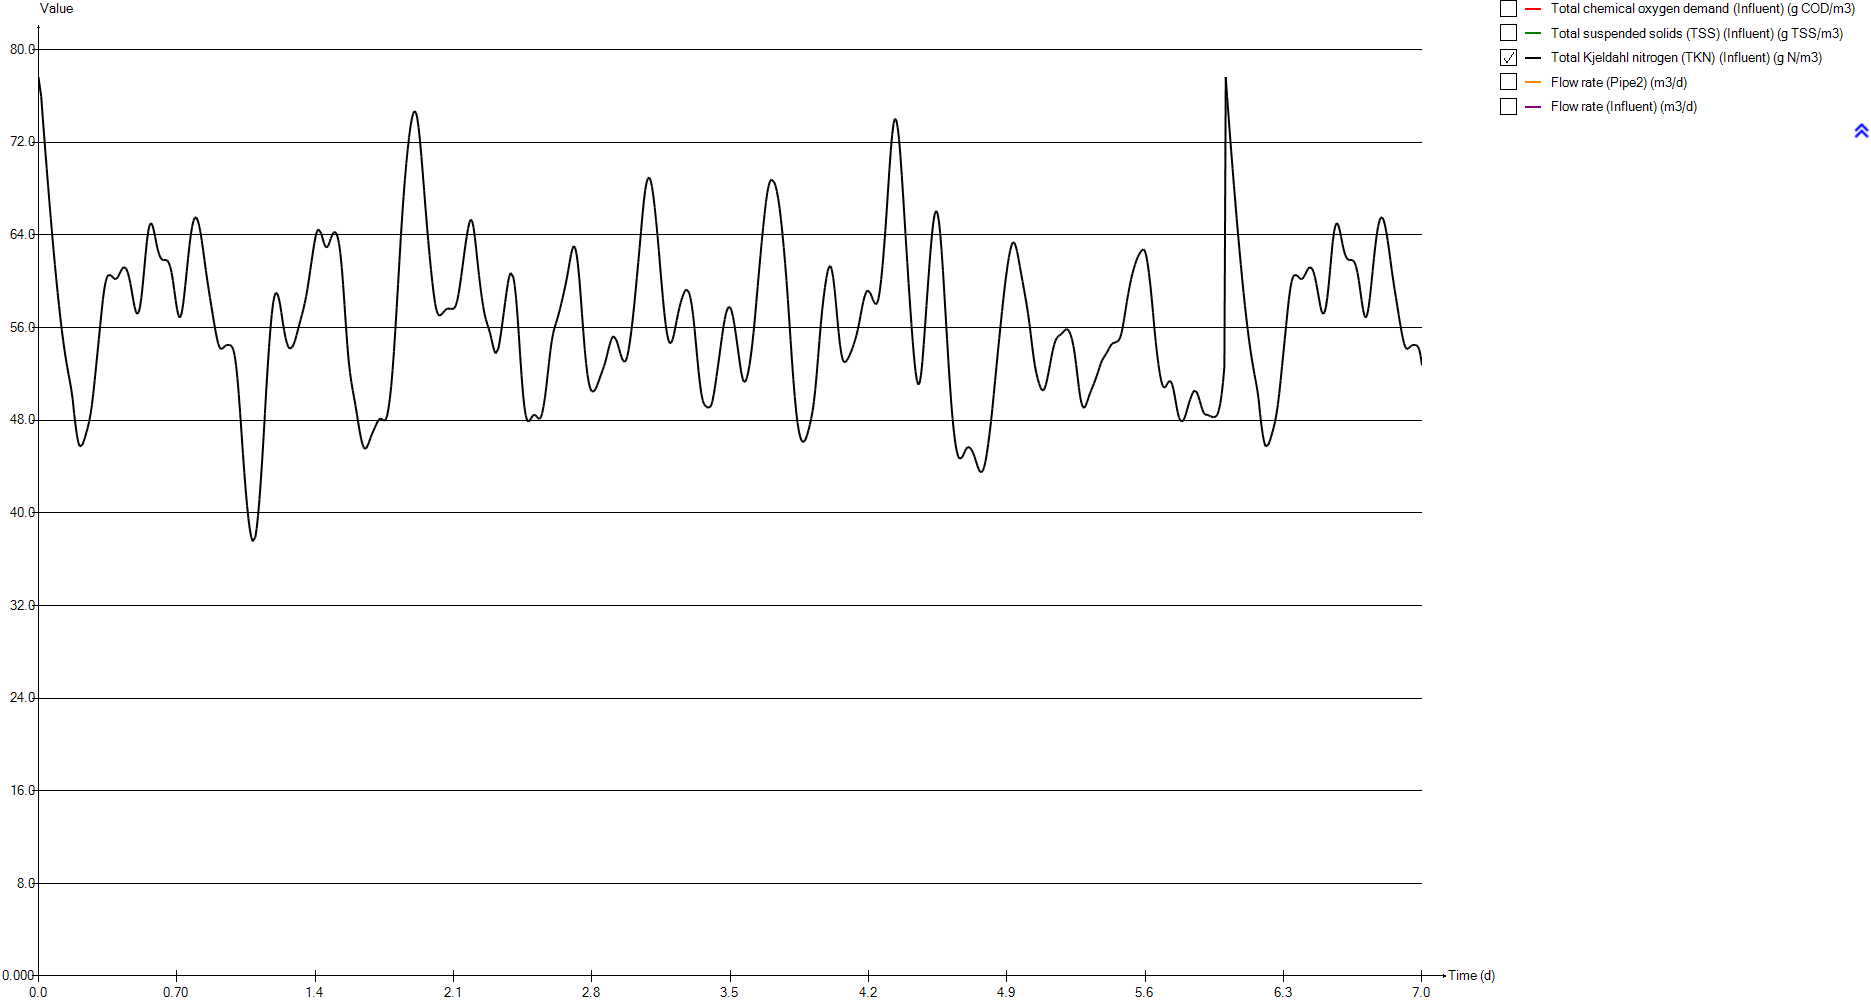 Value
80.0
72.0
64.0
56.0
48.0
40.0
32.0
24.0
16.0
8.0
0.000
0.0 0.70 1.4 2.1 2.8 3.5 4.2 4.9 5.6 6.3 7.0
Time (d)
Total chemical oxygen demand (Influent) (g COD/m3)
Total suspended solids (TSS) (Influent) (g TSS/m3)
Total Kjeldahl nitrogen (TKN) (Influent) (g N/m3)
Flow rate (Pipe2) (m3/d)
Flow rate (Influent) (m3/d)